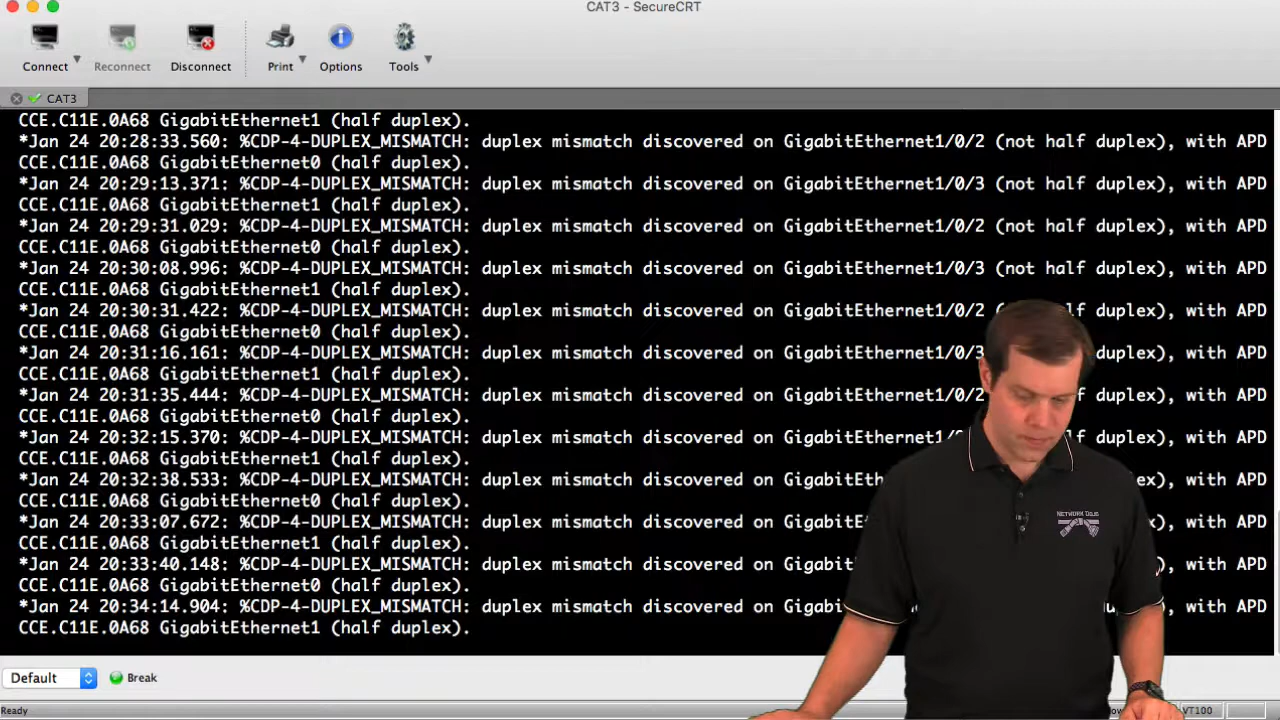 CAT3 - SecureCRT
Connect
Reconnect
Disconnect
Print
Options
Tools
CAT3
CCE.C11E.0A68 GigabitEthernet1 (half duplex).
*Jan 24 20:28:33.560: %CDP-4-DUPLEX_MISMATCH: duplex mismatch discovered on GigabitEthernet1/0/2 (not half duplex), with APD
CCE.C11E.0A68 GigabitEthernet0 (half duplex).
*Jan 24 20:29:13.371: %CDP-4-DUPLEX_MISMATCH: duplex mismatch discovered on GigabitEthernet1/0/3 (not half duplex), with APD
CCE.C11E.0A68 GigabitEthernet1 (half duplex).
*Jan 24 20:29:31.029: %CDP-4-DUPLEX_MISMATCH: duplex mismatch discovered on GigabitEthernet1/0/2 (not half duplex), with APD
CCE.C11E.0A68 GigabitEthernet0 (half duplex).
*Jan 24 20:30:08.996: %CDP-4-DUPLEX_MISMATCH: duplex mismatch discovered on GigabitEthernet1/0/3 (not half duplex), with APD
CCE.C11E.0A68 GigabitEthernet1 (half duplex).
*Jan 24 20:30:31.422: %CDP-4-DUPLEX_MISMATCH: duplex mismatch discovered on GigabitEthernet1/0/2 half duplex), with APD
CCE.C11E.0A68 GigabitEthernet0 (half duplex).
*Jan 24 20:31:16.161: %CDP-4-DUPLEX_MISMATCH: duplex mismatch discovered on GigabitEthernet1/0/3 duplex), with APD
CCE.C11E.0A68 GigabitEthernet1 (half duplex).
*Jan 24 20:31:35.444: %CDP-4-DUPLEX_MISMATCH: duplex mismatch discovered on GigabitEthernet1/0/2 duplex), with APD
CCE.C11E.0A68 GigabitEthernet0 (half duplex).
*Jan 24 20:32:15.370: %CDP-4-DUPLEX_MISMATCH: duplex mismatch discovered on GigabitEthernet1/ duplex), with APD
CCE.C11E.0A68 GigabitEthernet1 (half duplex).
*Jan 24 20:32:38.533: %CDP-4-DUPLEX_MISMATCH: duplex mismatch discovered on GigabitEth with APD
CCE.C11E.0A68 GigabitEthernet0 (half duplex).
*Jan 24 20:33:07.672: %CDP-4-DUPLEX_MISMATCH: duplex mismatch discovered on GigabitE with APD
CCE.C11E.0A68 GigabitEthernet1 (half duplex).
*Jan 24 20:33:40.148: %CDP-4-DUPLEX_MISMATCH: duplex mismatch discovered on Gigabit with APD
CCE.C11E.0A68 GigabitEthernet0 (half duplex).
*Jan 24 20:34:14.904: %CDP-4-DUPLEX_MISMATCH: duplex mismatch discovered on Gigab with APD
CCE.C11E.0A68 GigabitEthernet1 (half duplex).
NETWORK DOJO
Default
Break
Ready
VT100